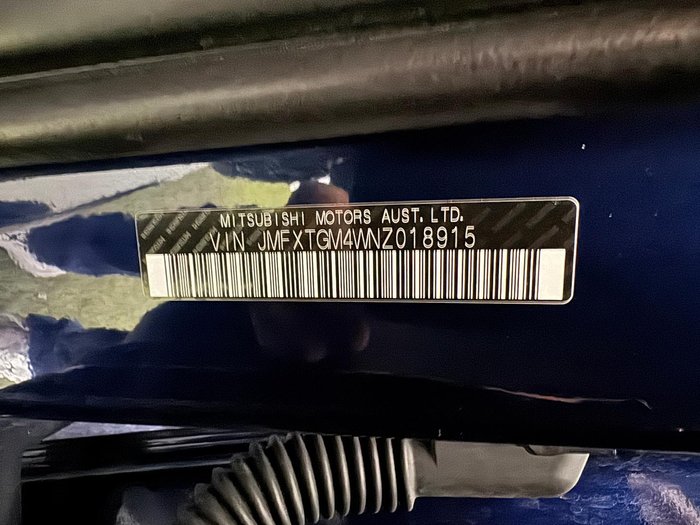 MITSUBISHI MOTORS AUST. LTD.
VIN JMFXTGM4WNZ018915